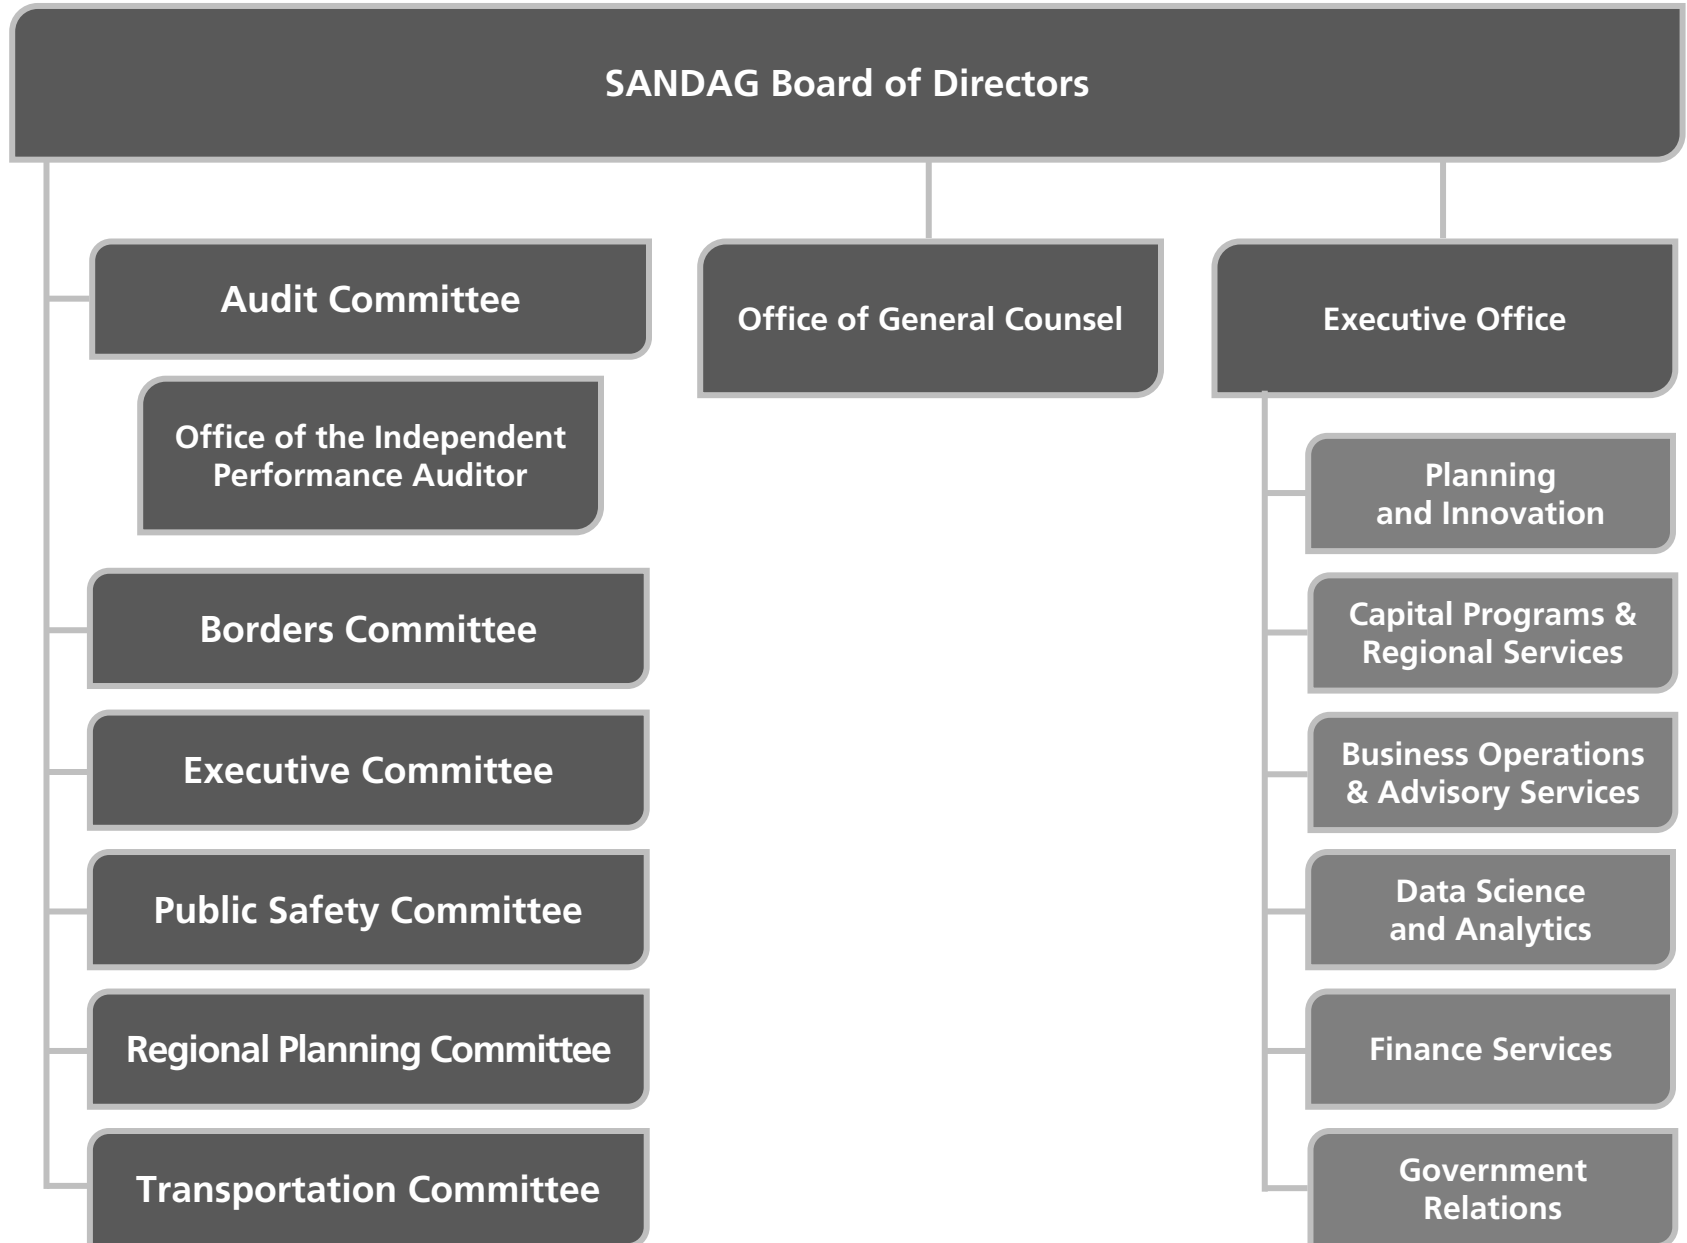 SANDAG Board of Directors
Audit Committee
Office of the Independent
Performance Auditor
Borders Committee
Executive Committee
Public Safety Committee
Regional Planning Committee
Transportation Committee
Office of General Counsel
Executive Office
Planning
and Innovation
Capital Programs &
Regional Services
Business Operations
& Advisory Services
Data Science
and Analytics
Finance Services
Government
Relations